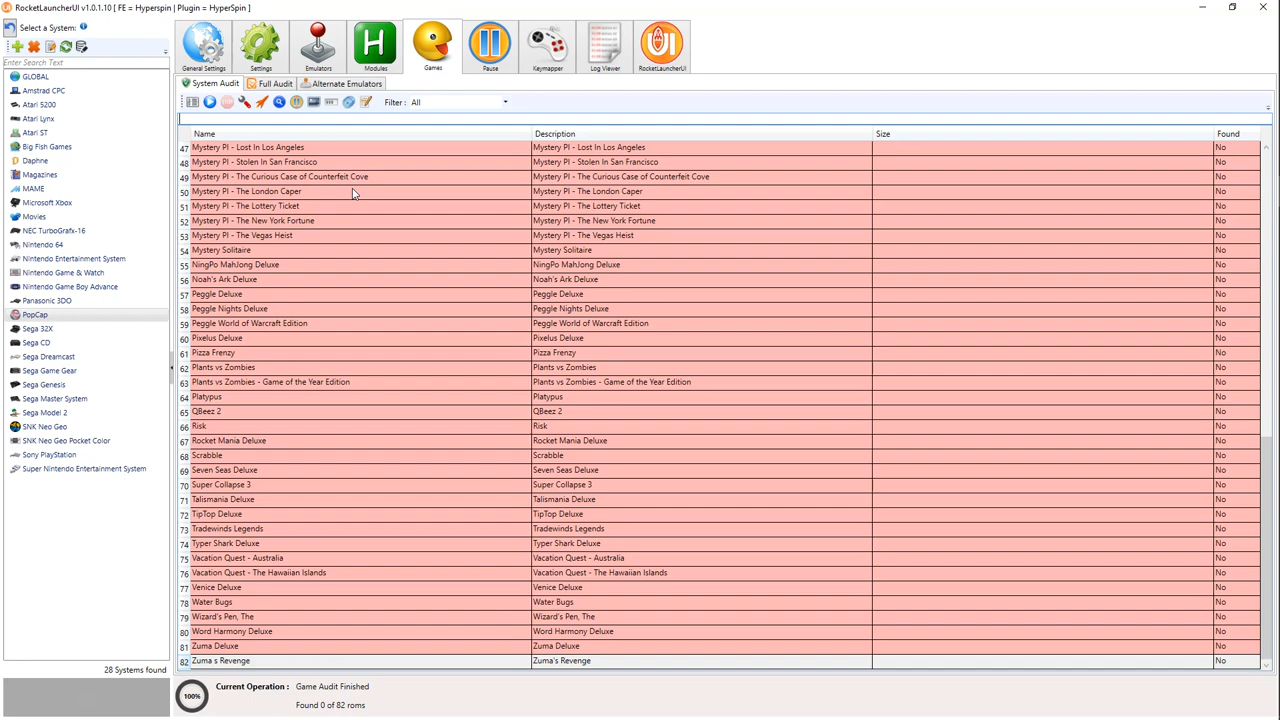 RocketLauncherUI v1.0.1.10 [ FE = Hyperspin | Plugin = HyperSpin ]
Select a System:
Enter Search Text
GLOBAL
Amstrad CPC
Atari 5200
Atari Lynx
Atari ST
Big Fish Games
Daphne
Magazines
MAME
Microsoft Xbox
Movies
NEC TurboGrafx-16
Nintendo 64
Nintendo Entertainment System
Nintendo Game & Watch
Nintendo Game Boy Advance
Panasonic 3DO
PopCap
Sega 32X
Sega CD
Sega Dreamcast
Sega Game Gear
Sega Genesis
Sega Master System
Sega Model 2
SNK Neo Geo
SNK Neo Geo Pocket Color
Sony PlayStation
Super Nintendo Entertainment System
28 Systems found
General Settings Settings Emulators Modules Games Pause Keymapper Log Viewer RocketLauncherUI
System Audit Full Audit Alternate Emulators
Filter : All
Name Description Size Found
47 Mystery PI - Lost In Los Angeles Mystery PI - Lost In Los Angeles No
48 Mystery PI - Stolen In San Francisco Mystery PI - Stolen In San Francisco No
49 Mystery PI - The Curious Case of Counterfeit Cove Mystery PI - The Curious Case of Counterfeit Cove No
50 Mystery PI - The London Caper Mystery PI - The London Caper No
51 Mystery PI - The Lottery Ticket Mystery PI - The Lottery Ticket No
52 Mystery PI - The New York Fortune Mystery PI - The New York Fortune No
53 Mystery PI - The Vegas Heist Mystery PI - The Vegas Heist No
54 Mystery Solitaire Mystery Solitaire No
55 NingPo MahJong Deluxe NingPo MahJong Deluxe No
56 Noah's Ark Deluxe Noah's Ark Deluxe No
57 Peggle Deluxe Peggle Deluxe No
58 Peggle Nights Deluxe Peggle Nights Deluxe No
59 Peggle World of Warcraft Edition Peggle World of Warcraft Edition No
60 Pixelus Deluxe Pixelus Deluxe No
61 Pizza Frenzy Pizza Frenzy No
62 Plants vs Zombies Plants vs Zombies No
63 Plants vs Zombies - Game of the Year Edition Plants vs Zombies - Game of the Year Edition No
64 Platypus Platypus No
65 QBeez 2 QBeez 2 No
66 Risk Risk No
67 Rocket Mania Deluxe Rocket Mania Deluxe No
68 Scrabble Scrabble No
69 Seven Seas Deluxe Seven Seas Deluxe No
70 Super Collapse 3 Super Collapse 3 No
71 Talismania Deluxe Talismania Deluxe No
72 TipTop Deluxe TipTop Deluxe No
73 Tradewinds Legends Tradewinds Legends No
74 Typer Shark Deluxe Typer Shark Deluxe No
75 Vacation Quest - Australia Vacation Quest - Australia No
76 Vacation Quest - The Hawaiian Islands Vacation Quest - The Hawaiian Islands No
77 Venice Deluxe Venice Deluxe No
78 Water Bugs Water Bugs No
79 Wizard's Pen, The Wizard's Pen, The No
80 Word Harmony Deluxe Word Harmony Deluxe No
81 Zuma Deluxe Zuma Deluxe No
82 Zuma s Revenge Zuma's Revenge No
100%
Current Operation : Game Audit Finished
Found 0 of 82 roms